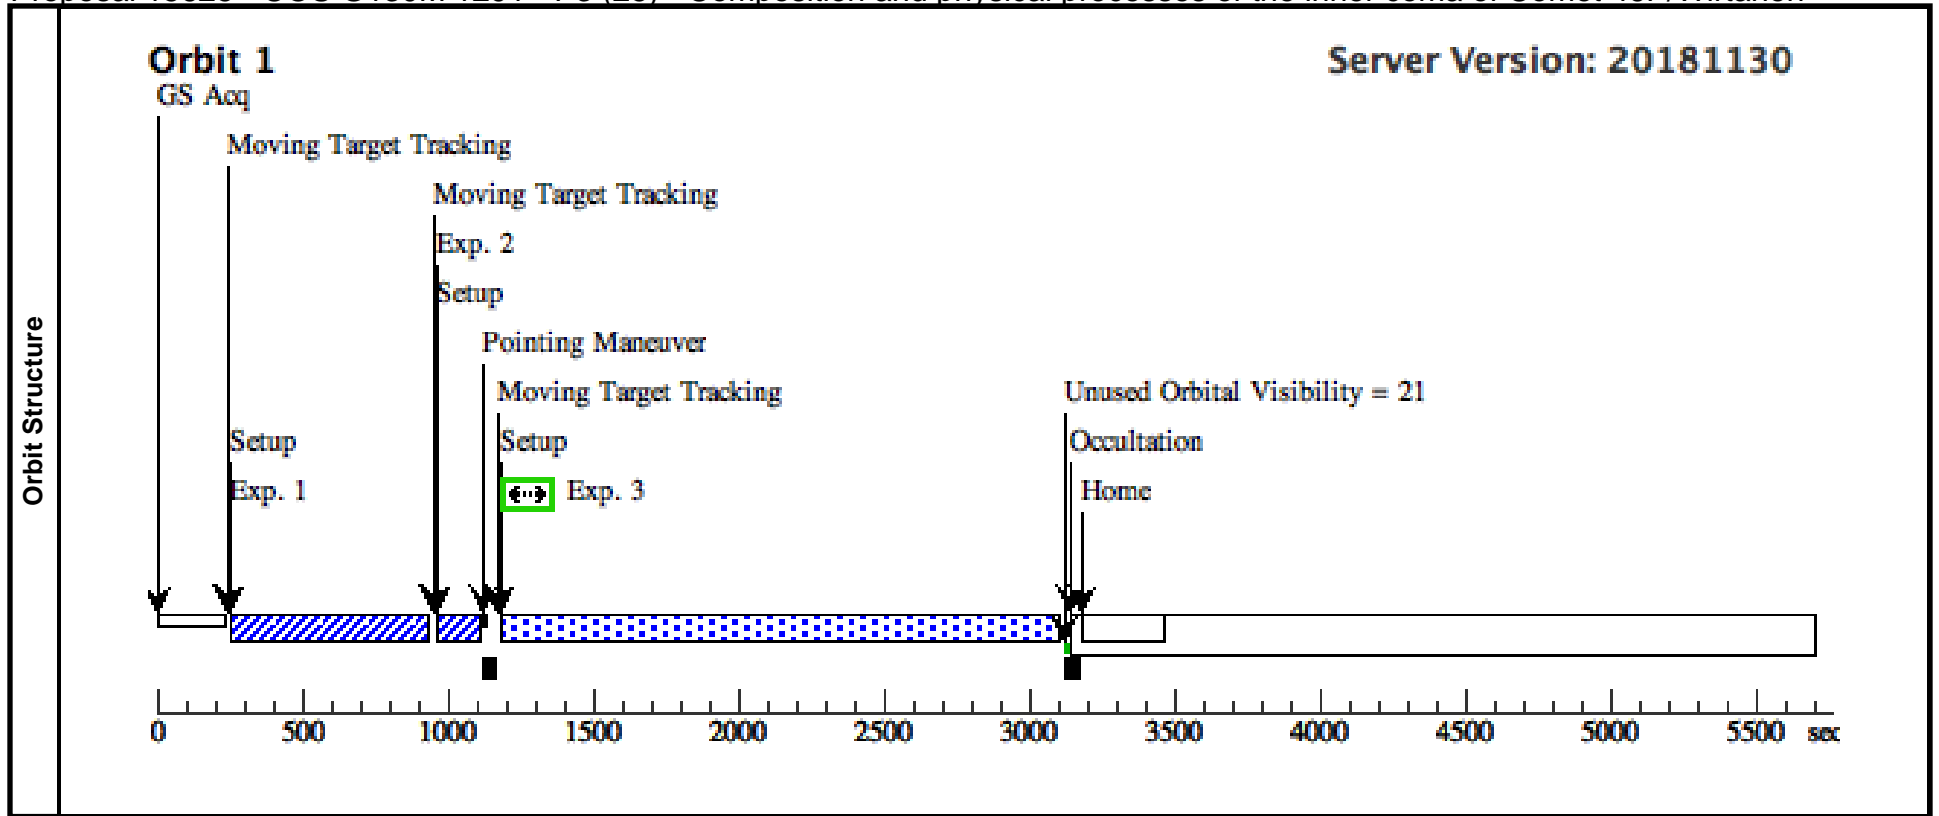 Orbit 1
Server Version: 20181130
GS Acq
Moving Target Tracking
Moving Target Tracking
Exp. 2
Setup
Pointing Maneuver
Moving Target Tracking
Unused Orbital Visibility = 21
Setup
Setup
Occultation
Exp. 1
Exp. 3
Home
Orbit Structure
0 500 1000 1500 2000 2500 3000 3500 4000 4500 5000 5500 sec